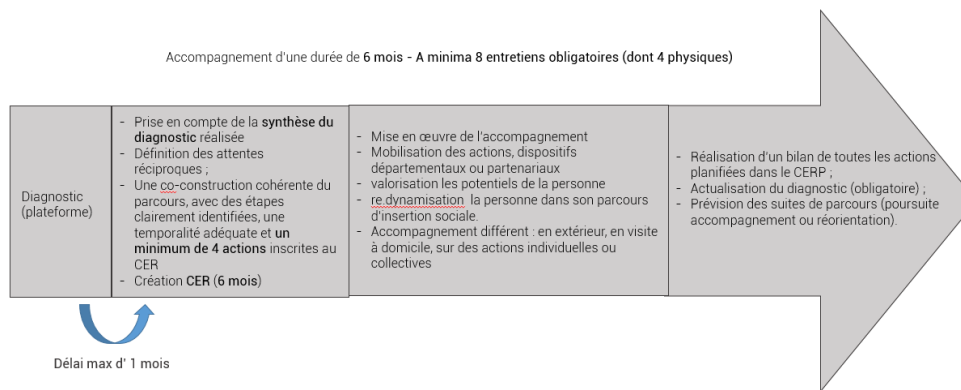 Accompagnement d'une durée de 6 mois - A minima 8 entretiens obligatoires (dont 4 physiques)
Diagnostic
(plateforme)
- Prise en compte de la synthèse du
diagnostic réalisée
- Définition des attentes
réciproques ;
- Une co-construction cohérente du
parcours, avec des étapes
clairement identifiées, une
temporalité adéquate et un
minimum de 4 actions inscrites au
CER
- Création CER (6 mois)
- Mise en œuvre de l'accompagnement
- Mobilisation des actions, dispositifs
départementaux ou partenariaux
- valorisation les potentiels de la personne
- re.dynamisation la personne dans son parcours
d'insertion sociale.
- Accompagnement différent : en extérieur, en visite
à domicile, sur des actions individuelles ou
collectives
- Réalisation d'un bilan de toutes les actions
planifiées dans le CERP ;
- Actualisation du diagnostic (obligatoire) ;
- Prévision des suites de parcours (poursuite
accompagnement ou réorientation).
Délai max d' 1 mois